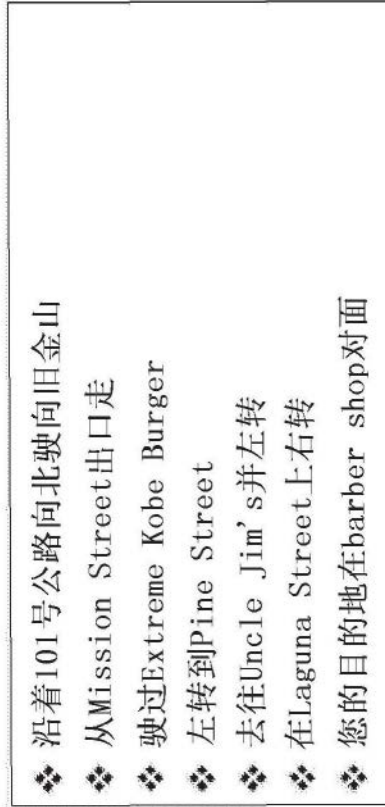 ❖ 沿着101号公路向北驶向旧金山
❖ 从Mission Street出口走
❖ 驶过Extreme Kobe Burger
❖ 左转到Pine Street
❖ 去往Uncle Jim's并左转
❖ 在Laguna Street上右转
❖ 您的目的地在barber shop对面